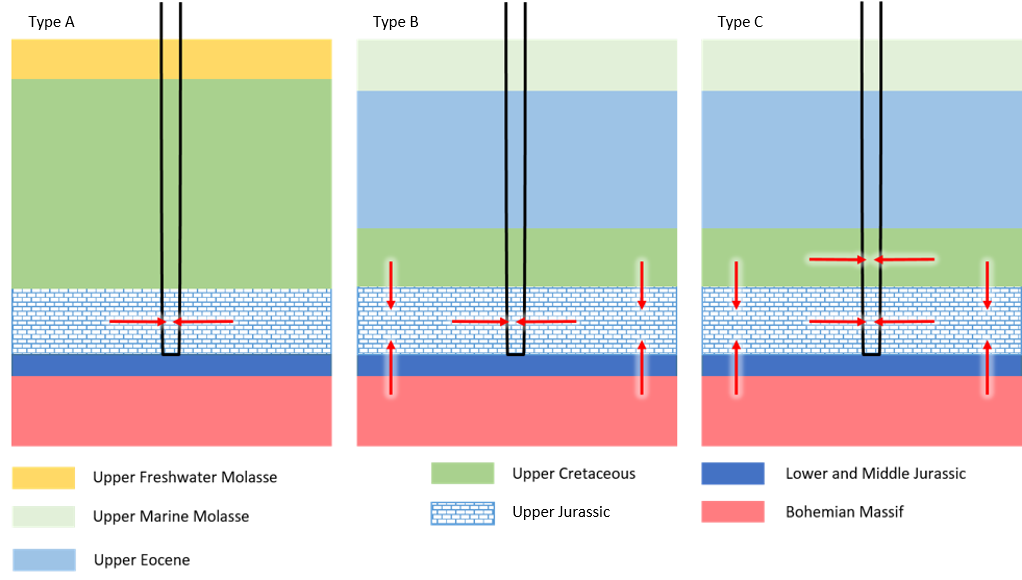 Type A
Type B
Type C
Upper Freshwater Molasse
Upper Marine Molasse
Upper Eocene
Upper Cretaceous
Upper Jurassic
Lower and Middle Jurassic
Bohemian Massif